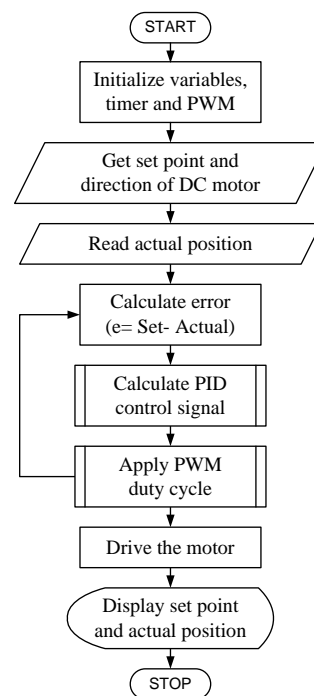 START
Initialize variables,
timer and PWM
Get set point and
direction of DC motor
Read actual position
Calculate error
(e= Set- Actual)
Calculate PID
control signal
Apply PWM
duty cycle
Drive the motor
Display set point
and actual position
STOP